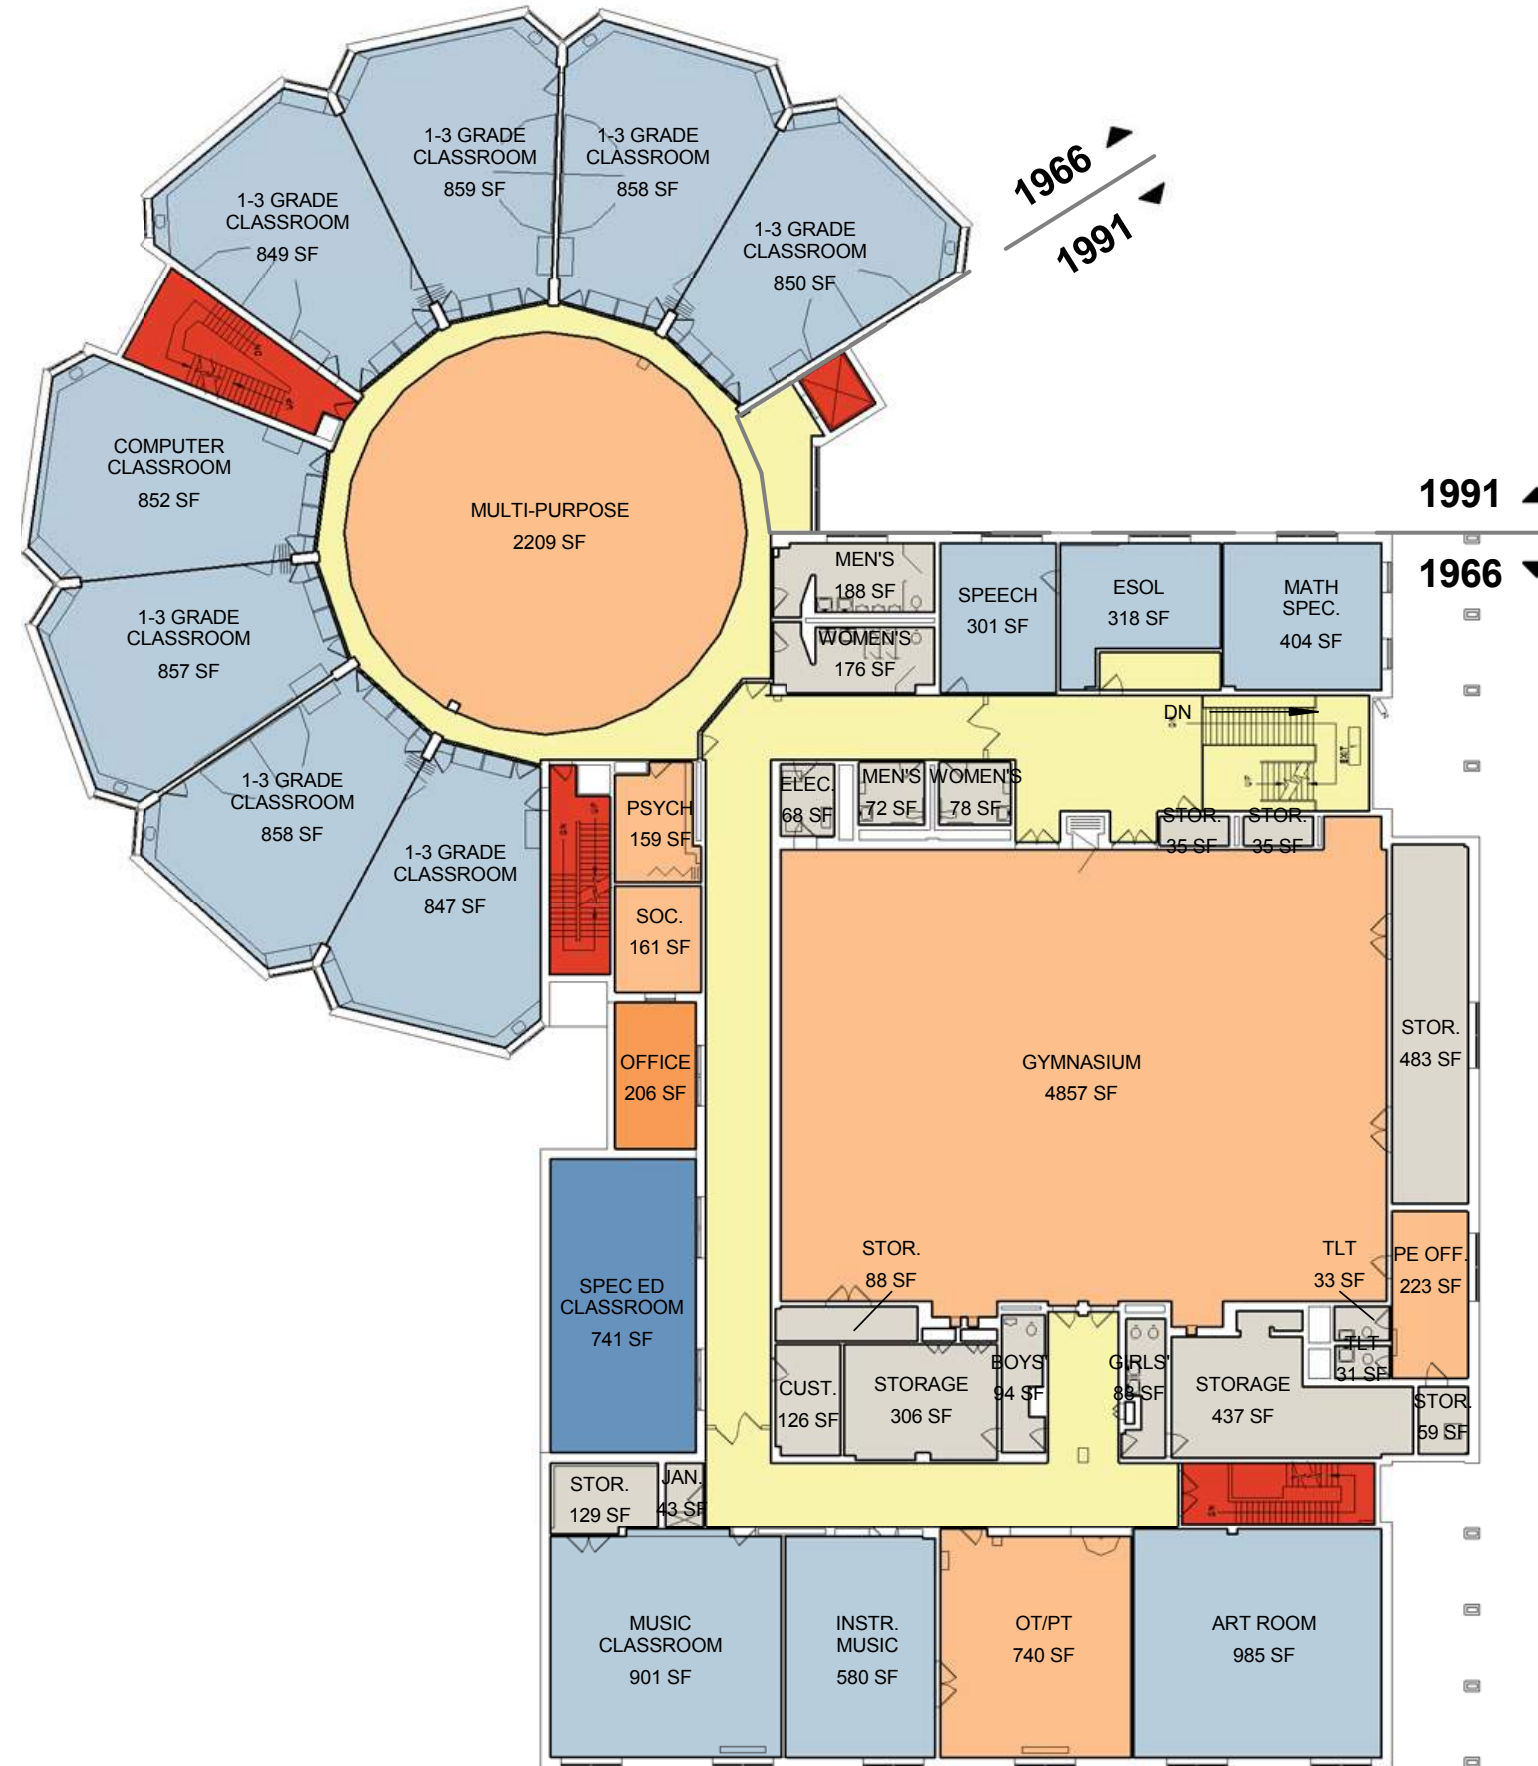 1-3 GRADE
CLASSROOM
859 SF
1-3 GRADE
CLASSROOM
858 SF
1966
1991
1-3 GRADE
CLASSROOM
849 SF
1-3 GRADE
CLASSROOM
850 SF
COMPUTER
CLASSROOM
852 SF
MULTI-PURPOSE
2209 SF
1991
1966
MEN'S
188 SF
WOMEN'S
176 SF
SPEECH
301 SF
ESOL
318 SF
MATH
SPEC.
404 SF
1-3 GRADE
CLASSROOM
857 SF
DN
UP
EXIT
1-3 GRADE
CLASSROOM
858 SF
PSYCH
159 SF
ELEC.
68 SF
MEN'S
72 SF
WOMEN'S
78 SF
STOR.
35 SF
STOR.
35 SF
1-3 GRADE
CLASSROOM
847 SF
SOC.
161 SF
OFFICE
206 SF
GYMNASIUM
4857 SF
STOR.
483 SF
STOR.
88 SF
TLT
33 SF
PE OFF.
223 SF
SPEC ED
CLASSROOM
741 SF
TLT
31 SF
CUST.
126 SF
STORAGE
306 SF
BOYS'
94 SF
GIRLS'
88 SF
STORAGE
437 SF
STOR.
59 SF
STOR.
129 SF
JAN.
43 SF
MUSIC
CLASSROOM
901 SF
INSTR.
MUSIC
580 SF
OT/PT
740 SF
ART ROOM
985 SF